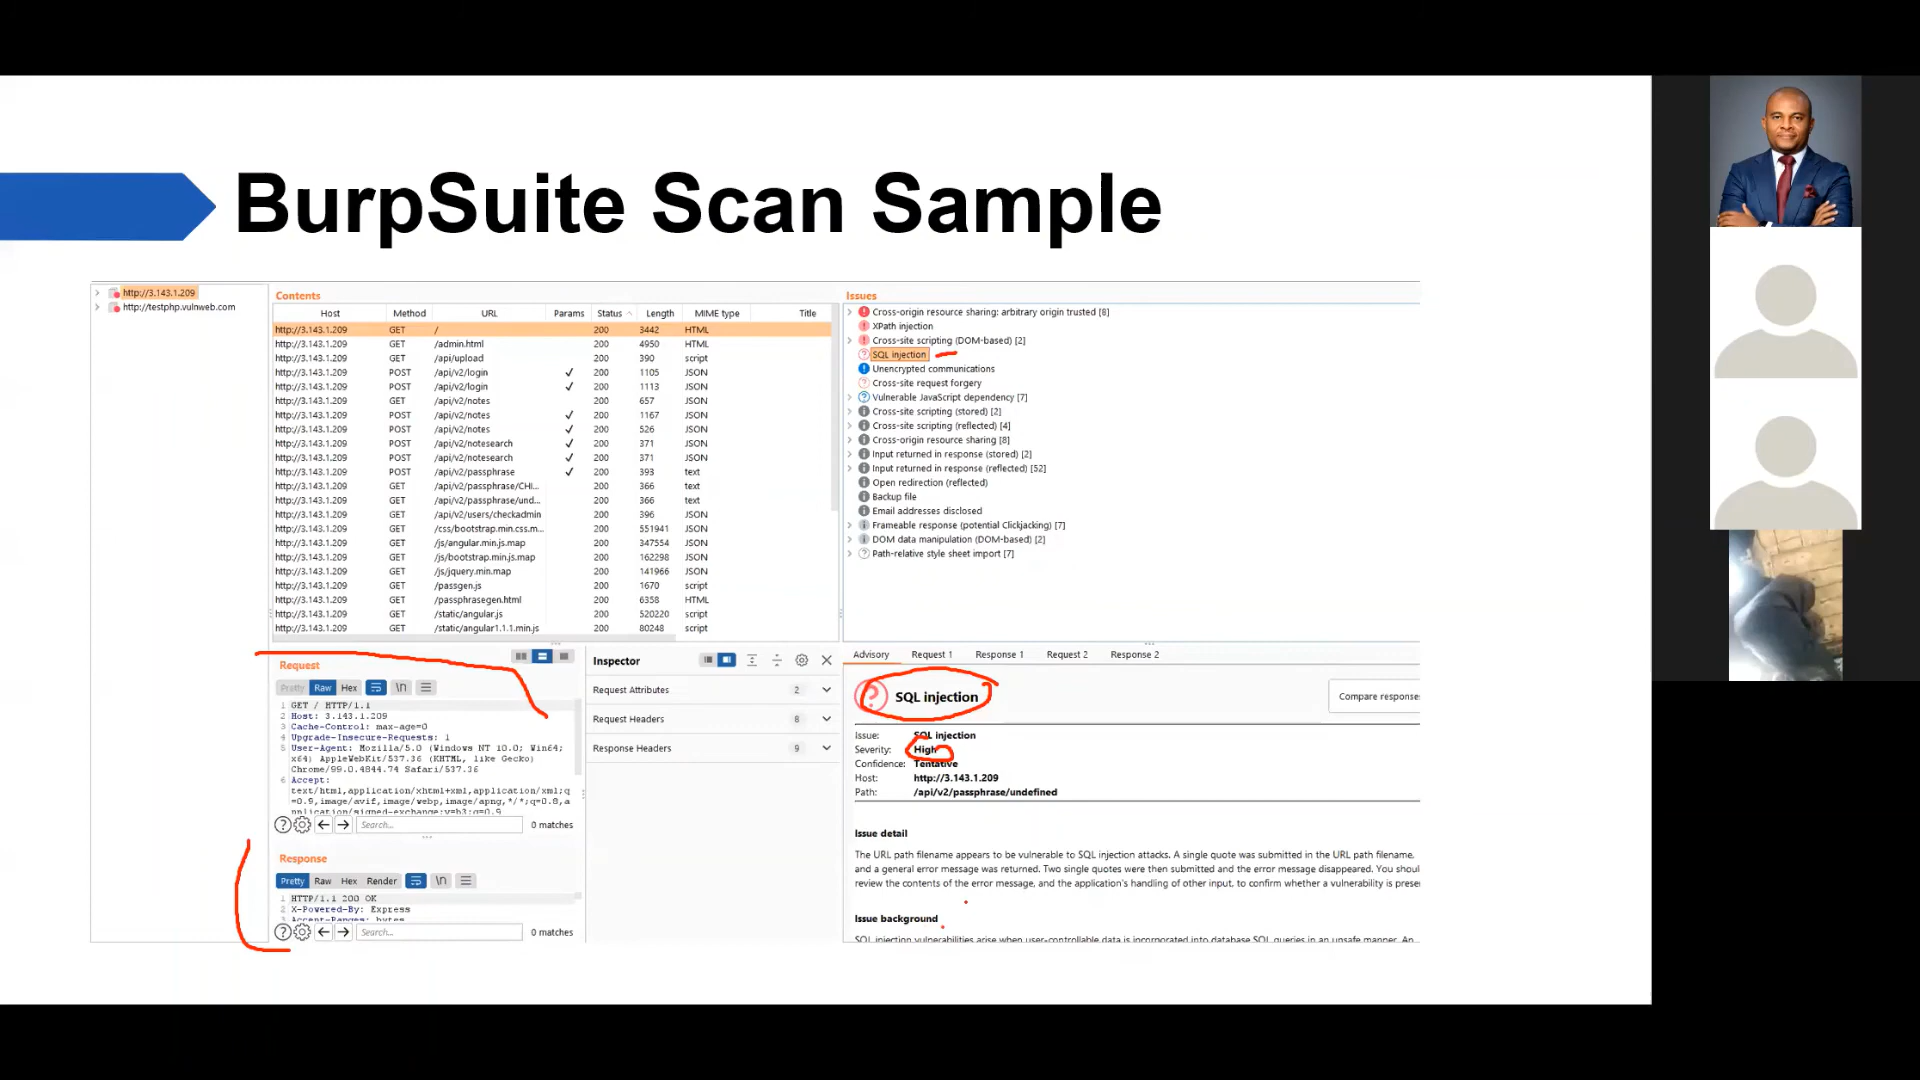 BurpSuite Scan Sample
http://3.143.1.209
http://testphp.vulnweb.com
Contents
Host Method URL Params Status Length MIME type Title
http://3.143.1.209 GET / 200 3442 HTML
http://3.143.1.209 GET /admin.html 200 4950 HTML
http://3.143.1.209 GET /api/upload 200 390 script
http://3.143.1.209 POST /api/v2/login ✓ 200 1105 JSON
http://3.143.1.209 POST /api/v2/login ✓ 200 1113 JSON
http://3.143.1.209 GET /api/v2/notes 200 657 JSON
http://3.143.1.209 POST /api/v2/notes ✓ 200 1167 JSON
http://3.143.1.209 POST /api/v2/notes ✓ 200 526 JSON
http://3.143.1.209 POST /api/v2/notesearch ✓ 200 371 JSON
http://3.143.1.209 POST /api/v2/notesearch ✓ 200 371 JSON
http://3.143.1.209 POST /api/v2/passphrase ✓ 200 393 text
http://3.143.1.209 GET /api/v2/passphrase/CHI... 200 366 text
http://3.143.1.209 GET /api/v2/passphrase/und... 200 366 text
http://3.143.1.209 GET /api/v2/users/checkadmin 200 396 JSON
http://3.143.1.209 GET /css/bootstrap.min.css.m... 200 551941 JSON
http://3.143.1.209 GET /js/angular.min.js.map 200 347554 JSON
http://3.143.1.209 GET /js/bootstrap.min.js.map 200 162298 JSON
http://3.143.1.209 GET /js/jquery.min.map 200 141966 JSON
http://3.143.1.209 GET /passgen.js 200 1670 script
http://3.143.1.209 GET /passphrasegen.html 200 6358 HTML
http://3.143.1.209 GET /static/angular.js 200 520220 script
http://3.143.1.209 GET /static/angular1.1.1.min.js 200 80248 script
Issues
Cross-origin resource sharing: arbitrary origin trusted [8]
XPath injection
Cross-site scripting (DOM-based) [2]
SQL injection
Unencrypted communications
Cross-site request forgery
Vulnerable JavaScript dependency [7]
Cross-site scripting (stored) [2]
Cross-site scripting (reflected) [4]
Cross-origin resource sharing [8]
Input returned in response (stored) [2]
Input returned in response (reflected) [52]
Open redirection (reflected)
Backup file
Email addresses disclosed
Frameable response (potential Clickjacking) [7]
DOM data manipulation (DOM-based) [2]
Path-relative style sheet import [7]
Request
Pretty Raw Hex \n
1 GET / HTTP/1.1
2 Host: 3.143.1.209
3 Cache-Control: max-age=0
4 Upgrade-Insecure-Requests: 1
5 User-Agent: Mozilla/5.0 (Windows NT 10.0; Win64;
x64) AppleWebKit/537.36 (KHTML, like Gecko)
Chrome/99.0.4844.74 Safari/537.36
6 Accept:
text/html,application/xhtml+xml,application/xml;q
=0.9,image/avif,image/webp,image/apng,*/*;q=0.8,a
pplication/signed-exchange;v=b3;q=0.9
Search... 0 matches
Response
Pretty Raw Hex Render \n
1 HTTP/1.1 200 OK
2 X-Powered-By: Express
3 Accept-Ranges: bytes
Search... 0 matches
Inspector
Request Attributes 2
Request Headers 8
Response Headers 9
Advisory Request 1 Response 1 Request 2 Response 2
SQL injection
Compare response
Issue: SQL injection
Severity: High
Confidence: Tentative
Host: http://3.143.1.209
Path: /api/v2/passphrase/undefined
Issue detail
The URL path filename appears to be vulnerable to SQL injection attacks. A single quote was submitted in the URL path filename,
and a general error message was returned. Two single quotes were then submitted and the error message disappeared. You shoul
review the contents of the error message, and the application's handling of other input, to confirm whether a vulnerability is prese
Issue background
SQL injection vulnerabilities arise when user-controllable data is incorporated into database SQL queries in an unsafe manner. An